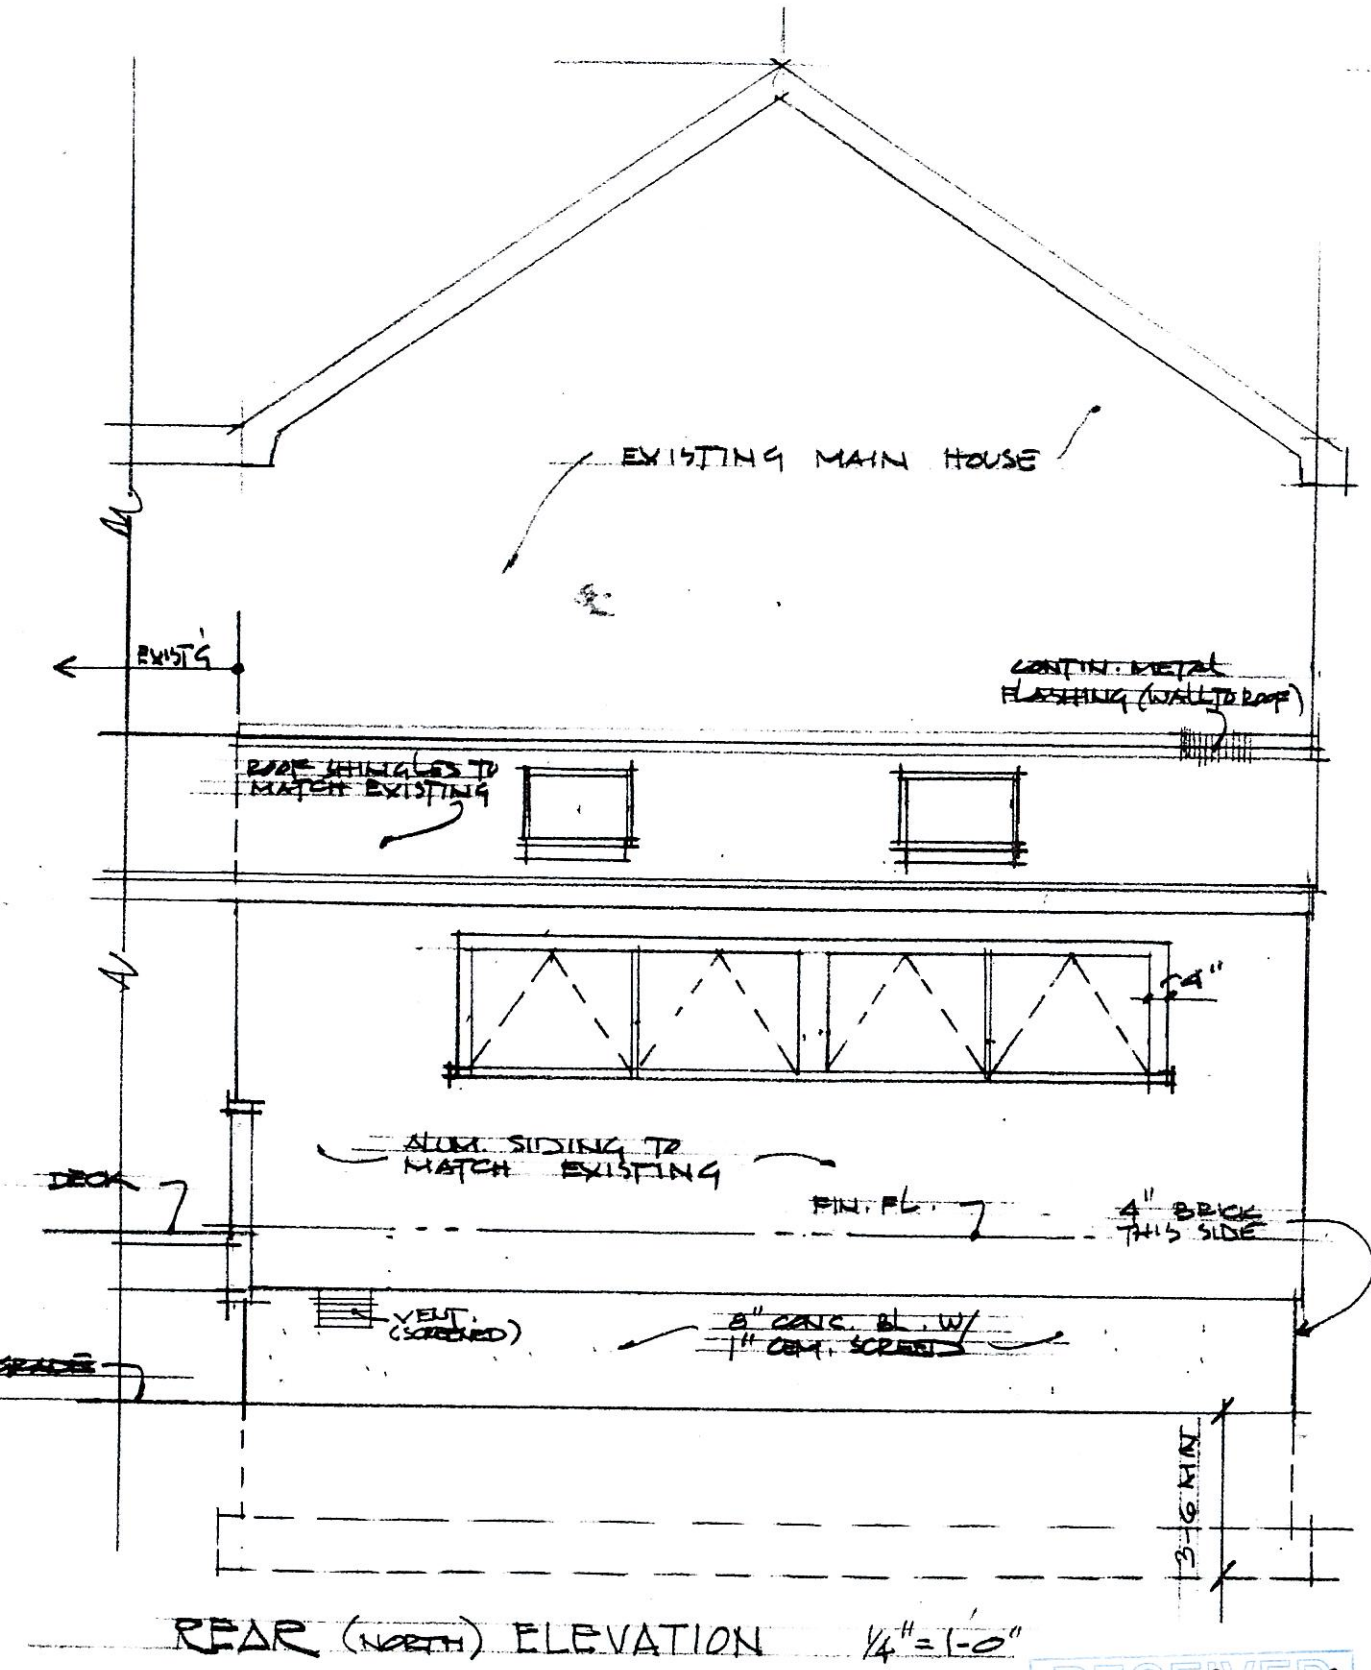 EXISTING MAIN HOUSE
EXIST'G
CONTIN. METAL
FLASHING (WALL TO ROOF)
ROOF SHINGLES TO
MATCH EXISTING
4"
ALUM. SIDING TO
MATCH EXISTING
DECK
FIN. FL.
4" BRICK
THIS SIDE
VENT.
(SCREENED)
8" CONC. BL. W/
1" CEM. SCREED
GRADE
3'-6 MIN
REAR (NORTH) ELEVATION 1/4" = 1'-0"
RECEIVED